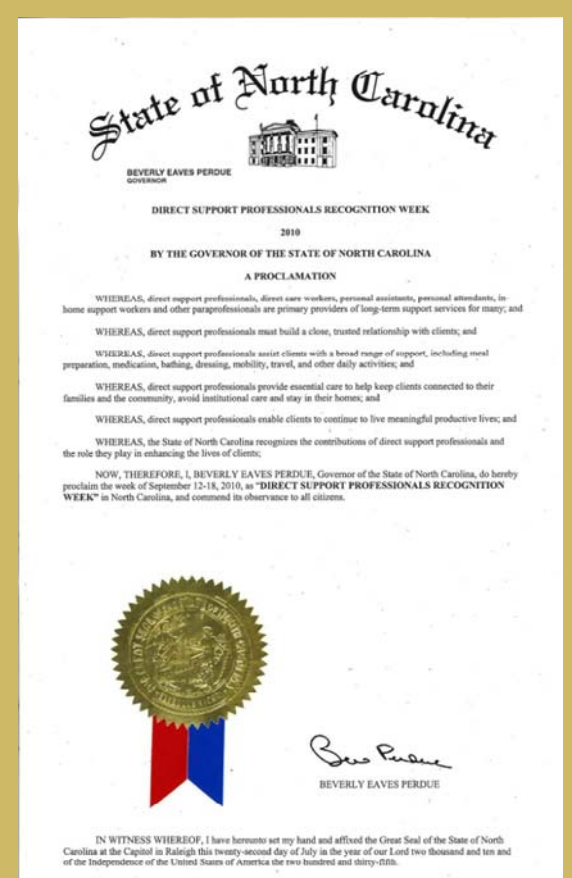 State of North Carolina
BEVERLY EAVES PERDUE
GOVERNOR
DIRECT SUPPORT PROFESSIONALS RECOGNITION WEEK
2010
BY THE GOVERNOR OF THE STATE OF NORTH CAROLINA
A PROCLAMATION
WHEREAS, direct support professionals, direct care workers, personal assistants, personal attendants, in-
home support workers and other paraprofessionals are primary providers of long-term support services for many; and
WHEREAS, direct support professionals must build a close, trusted relationship with clients; and
WHEREAS, direct support professionals assist clients with a broad range of support, including meal
preparation, medication, bathing, dressing, mobility, travel, and other daily activities; and
WHEREAS, direct support professionals provide essential care to help keep clients connected to their
families and the community, avoid institutional care and stay in their homes; and
WHEREAS, direct support professionals enable clients to continue to live meaningful productive lives; and
WHEREAS, the State of North Carolina recognizes the contributions of direct support professionals and
the role they play in enhancing the lives of clients;
NOW, THEREFORE, I, BEVERLY EAVES PERDUE, Governor of the State of North Carolina, do hereby
proclaim the week of September 12-18, 2010, as "DIRECT SUPPORT PROFESSIONALS RECOGNITION
WEEK" in North Carolina, and commend its observance to all citizens.
Bev Perdue
BEVERLY EAVES PERDUE
IN WITNESS WHEREOF, I have hereunto set my hand and affixed the Great Seal of the State of North
Carolina at the Capitol in Raleigh this twenty-second day of July in the year of our Lord two thousand and ten and
of the Independence of the United States of America the two hundred and thirty-fifth.